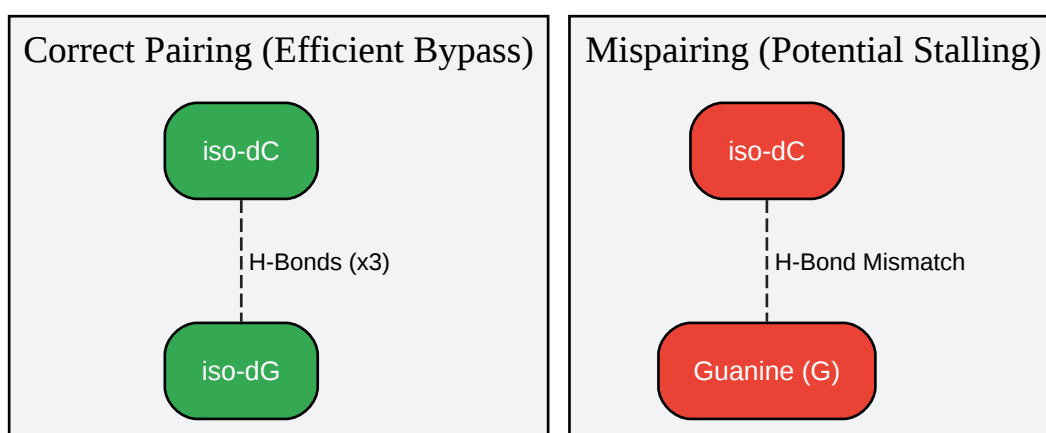 Correct Pairing (Efficient Bypass)
iso-dC
H-Bonds (x3)
iso-dG
Mispairing (Potential Stalling)
iso-dC
H-Bond Mismatch
Guanine (G)